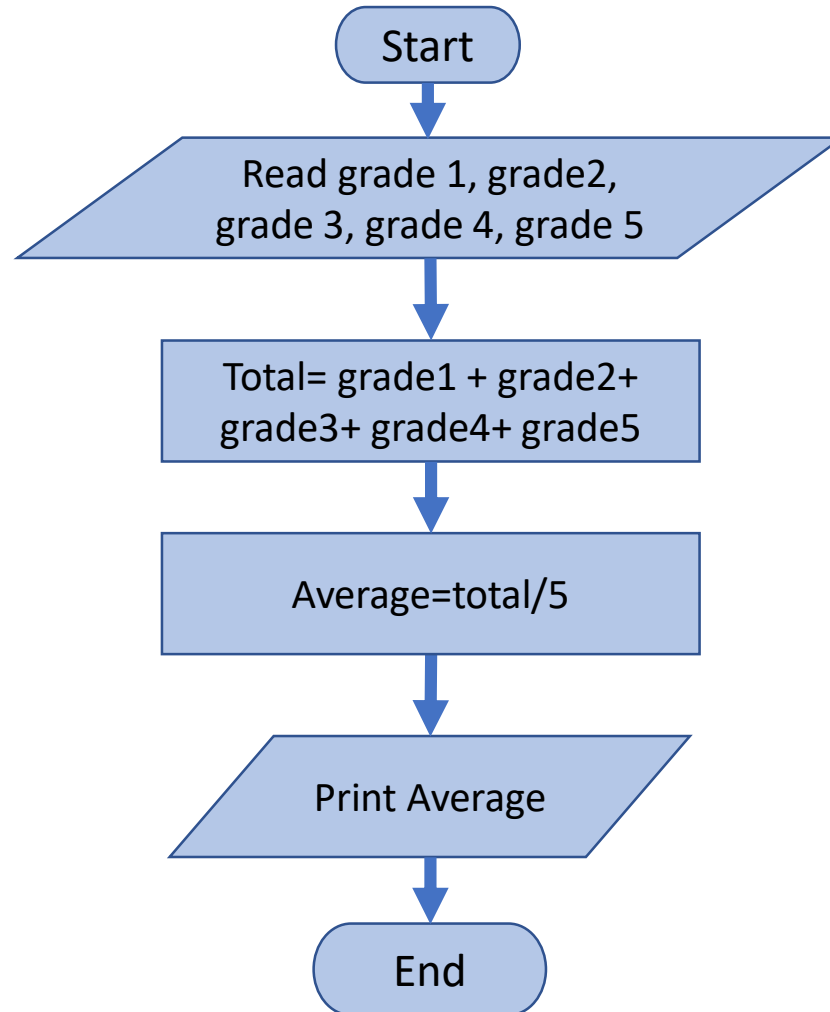 Start
Read grade 1, grade2,
grade 3, grade 4, grade 5
Total= grade1 + grade2+
grade3+ grade4+ grade5
Average=total/5
Print Average
End